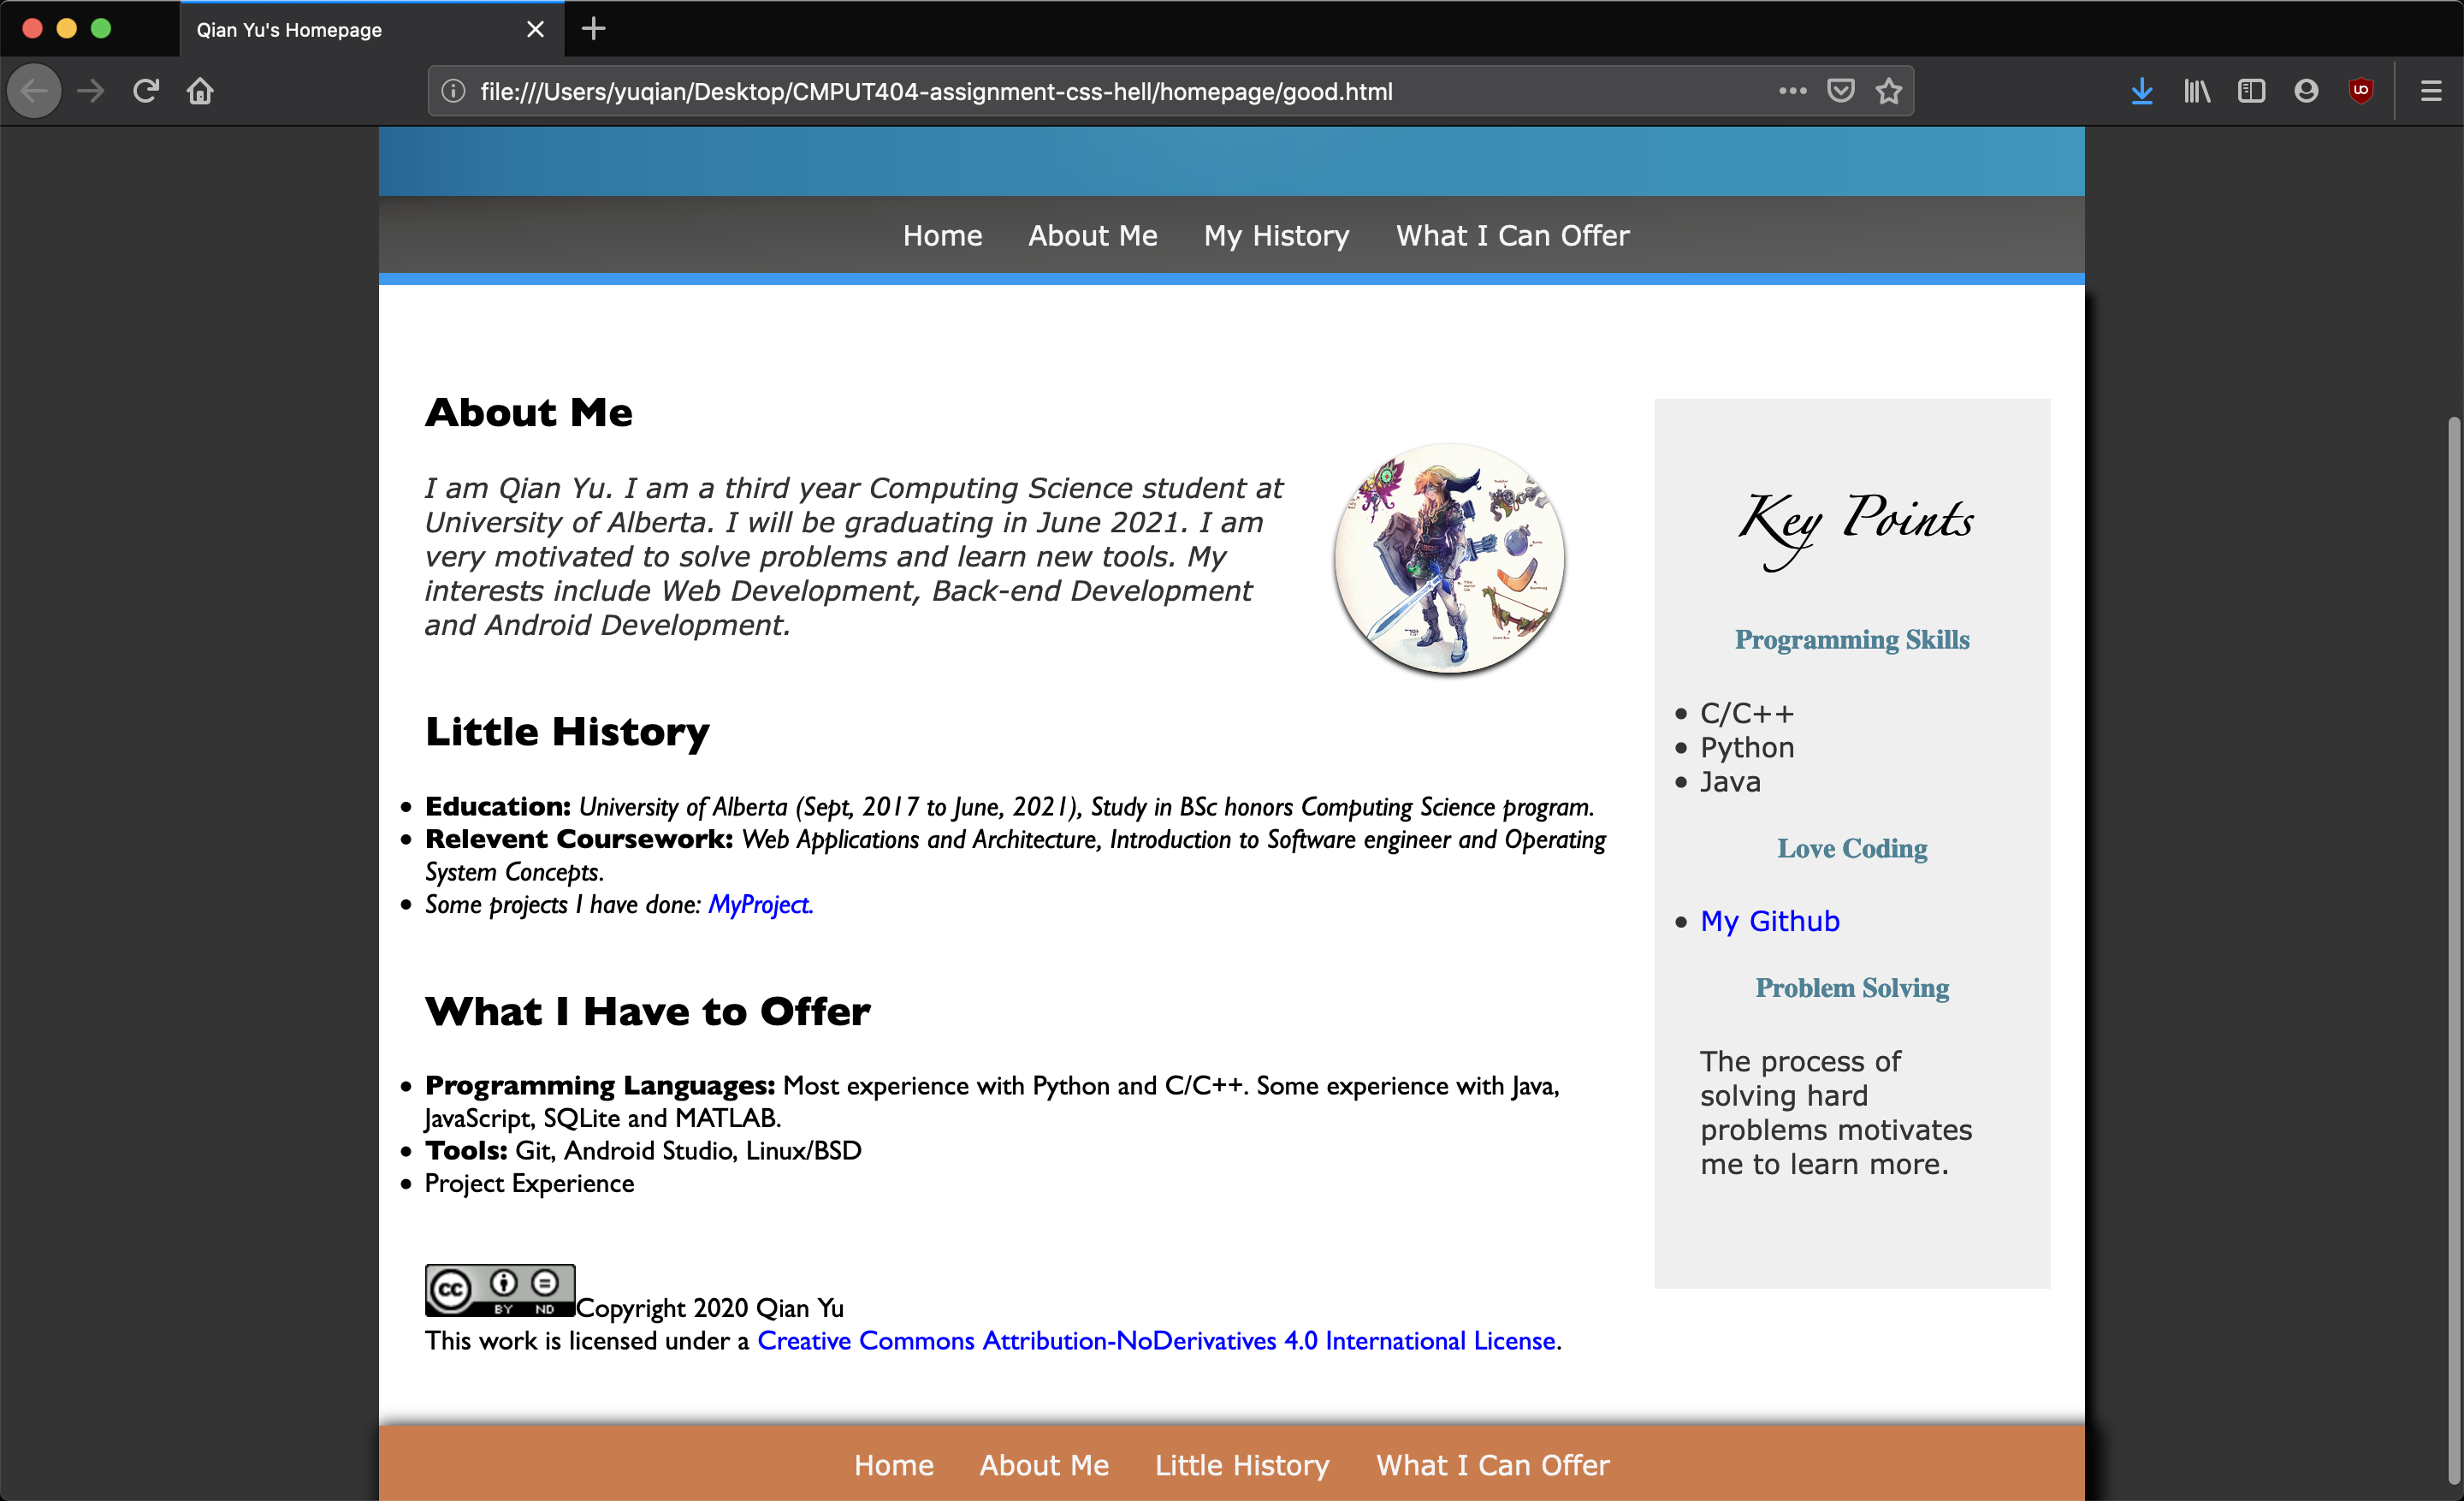 Qian Yu's Homepage
file:///Users/yuqian/Desktop/CMPUT404-assignment-css-hell/homepage/good.html
Home About Me My History What I Can Offer
About Me
I am Qian Yu. I am a third year Computing Science student at
University of Alberta. I will be graduating in June 2021. I am
very motivated to solve problems and learn new tools. My
interests include Web Development, Back-end Development
and Android Development.
Little History
Education: University of Alberta (Sept, 2017 to June, 2021), Study in BSc honors Computing Science program.
Relevent Coursework: Web Applications and Architecture, Introduction to Software engineer and Operating
System Concepts.
Some projects I have done: MyProject.
What I Have to Offer
Programming Languages: Most experience with Python and C/C++. Some experience with Java,
JavaScript, SQLite and MATLAB.
Tools: Git, Android Studio, Linux/BSD
Project Experience
CC BY ND
Copyright 2020 Qian Yu
This work is licensed under a Creative Commons Attribution-NoDerivatives 4.0 International License.
Key Points
Programming Skills
C/C++
Python
Java
Love Coding
My Github
Problem Solving
The process of
solving hard
problems motivates
me to learn more.
Home About Me Little History What I Can Offer